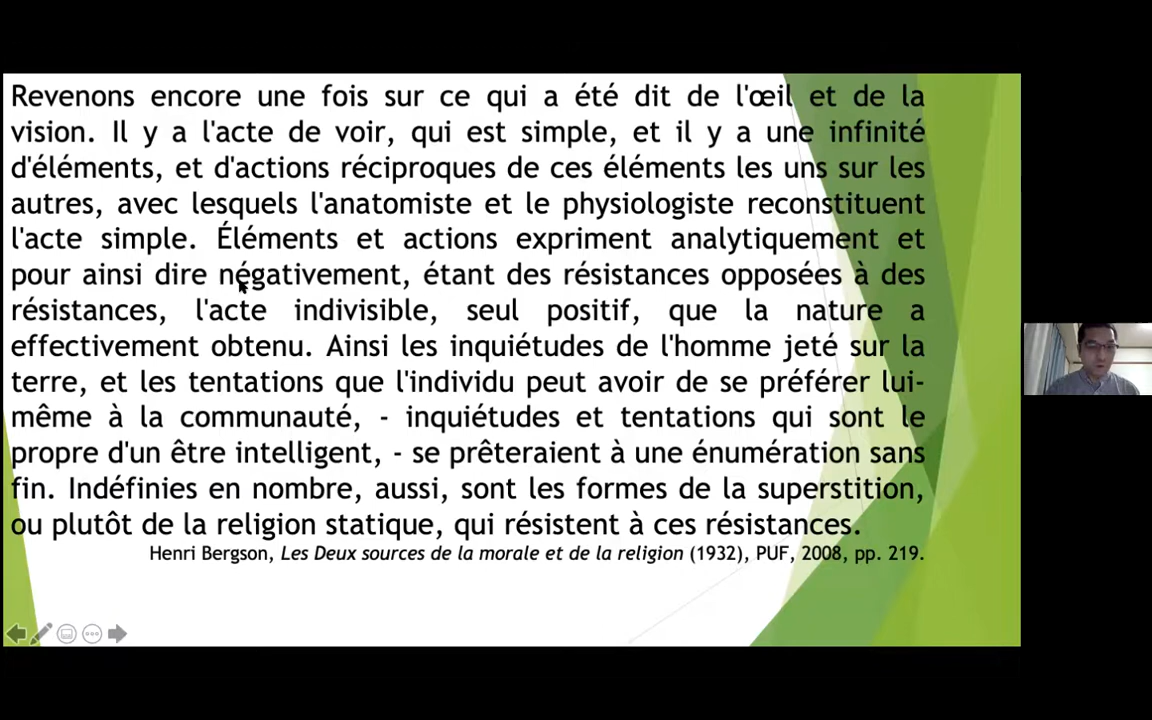 Revenons encore une fois sur ce qui a été dit de l'œil et de la
vision. Il y a l'acte de voir, qui est simple, et il y a une infinité
d'éléments, et d'actions réciproques de ces éléments les uns sur les
autres, avec lesquels l'anatomiste et le physiologiste reconstituent
l'acte simple. Éléments et actions expriment analytiquement et
pour ainsi dire négativement, étant des résistances opposées à des
résistances, l'acte indivisible, seul positif, que la nature a
effectivement obtenu. Ainsi les inquiétudes de l'homme jeté sur la
terre, et les tentations que l'individu peut avoir de se préférer lui-
même à la communauté, - inquiétudes et tentations qui sont le
propre d'un être intelligent, - se prêteraient à une énumération sans
fin. Indéfinies en nombre, aussi, sont les formes de la superstition,
ou plutôt de la religion statique, qui résistent à ces résistances.
Henri Bergson, Les Deux sources de la morale et de la religion (1932), PUF, 2008, pp. 219.